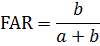 FAR = b / (a + b)